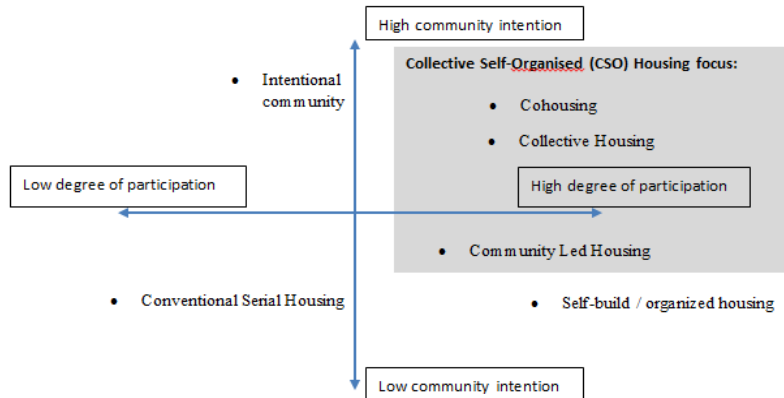 High community intention
Collective Self-Organised (CSO) Housing focus:
• Intentional
community
• Cohousing
• Collective Housing
Low degree of participation
High degree of participation
• Community Led Housing
• Conventional Serial Housing
• Self-build / organized housing
Low community intention